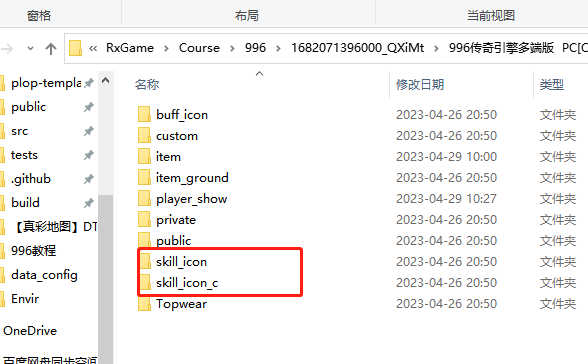 窗格 布局 当前视图
« RxGame › Course › 996 › 1682071396000_QXiMt › 996传奇引擎多端版 PC[C
名称 修改日期 类型
plop-templa
public
src
tests
.github
build
【真彩地图】DT
996教程
data_config
Envir
OneDrive
百度网盘同步空间
buff_icon 2023-04-26 20:50 文件夹
custom 2023-04-26 20:50 文件夹
item 2023-04-29 10:00 文件夹
item_ground 2023-04-26 20:50 文件夹
player_show 2023-04-29 10:27 文件夹
private 2023-04-26 20:50 文件夹
public 2023-04-26 20:50 文件夹
skill_icon 2023-04-26 20:50 文件夹
skill_icon_c 2023-04-26 20:50 文件夹
Topwear 2023-04-26 20:50 文件夹